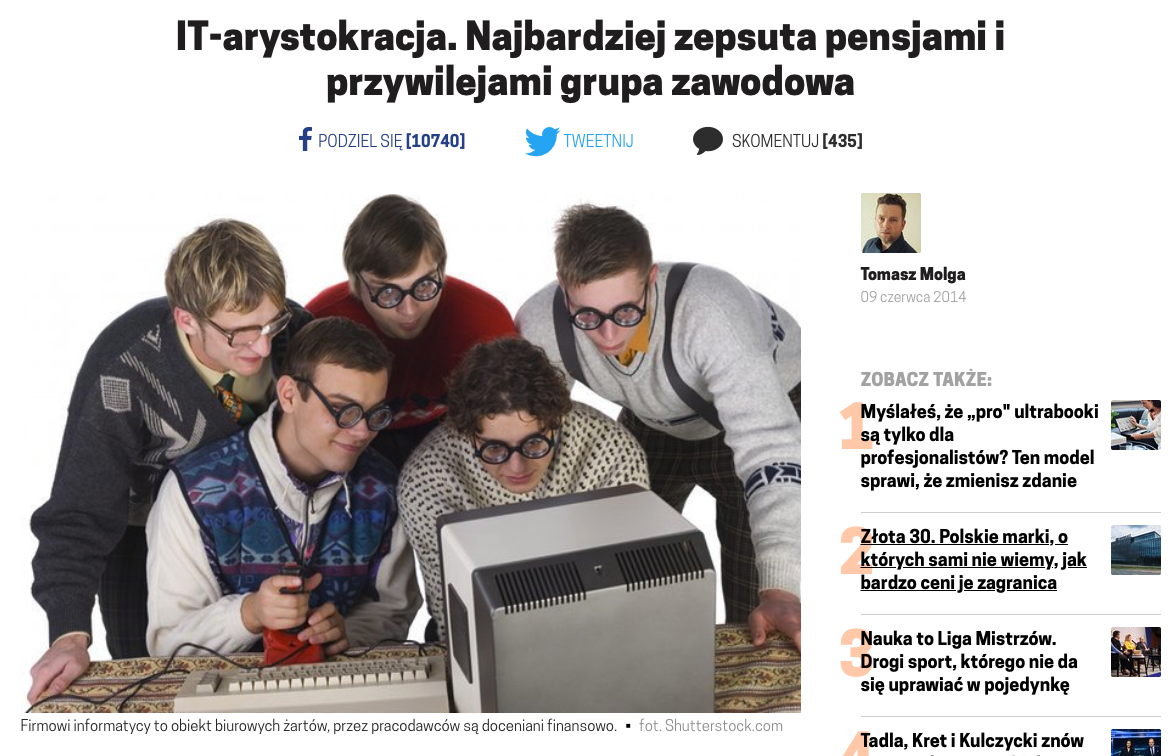 IT-arystokracja. Najbardziej zepsuta pensjami i
przywilejami grupa zawodowa
PODZIEL SIĘ [10740]
TWEETNIJ
SKOMENTUJ [435]
Tomasz Molga
09 czerwca 2014
ZOBACZ TAKŻE:
1
Myślałeś, że „pro" ultrabooki
są tylko dla
profesjonalistów? Ten model
sprawi, że zmienisz zdanie
2
Złota 30. Polskie marki, o
których sami nie wiemy, jak
bardzo ceni je zagranica
3
Nauka to Liga Mistrzów.
Drogi sport, którego nie da
się uprawiać w pojedynkę
4
Tadla, Kret i Kulczycki znów
Firmowi informatycy to obiekt biurowych żartów, przez pracodawców są doceniani finansowo. ▪ fot. Shutterstock.com